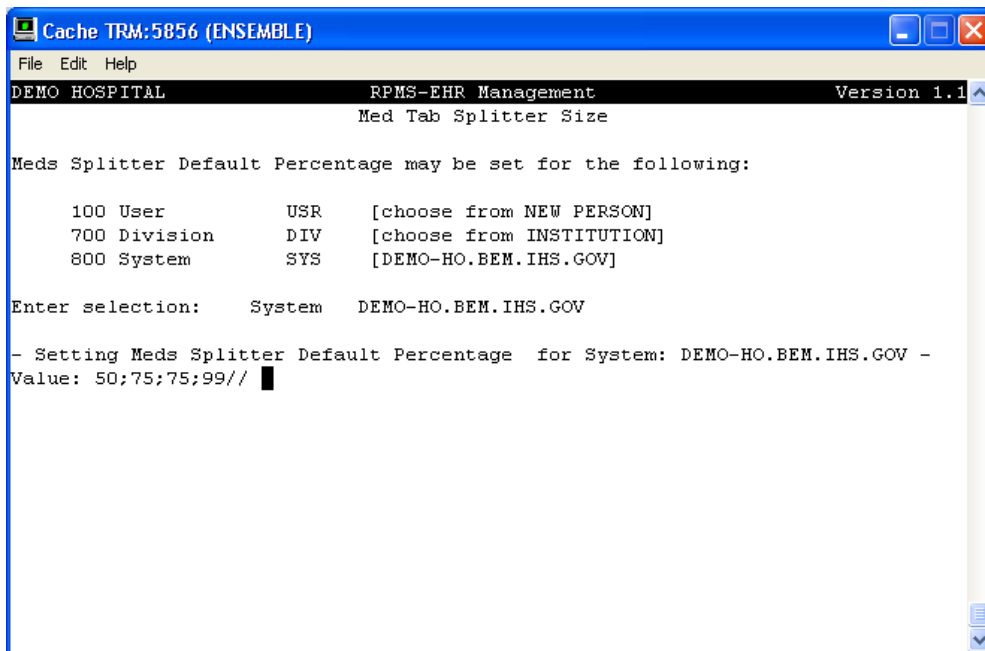 Cache TRM:5856 (ENSEMBLE)
File Edit Help
DEMO HOSPITAL RPMS-EHR Management Version 1.1
Med Tab Splitter Size
Meds Splitter Default Percentage may be set for the following:
100 User USR [choose from NEW PERSON]
700 Division DIV [choose from INSTITUTION]
800 System SYS [DEMO-HO.BEM.IHS.GOV]
Enter selection: System DEMO-HO.BEM.IHS.GOV
- Setting Meds Splitter Default Percentage for System: DEMO-HO.BEM.IHS.GOV -
Value: 50;75;75;99//